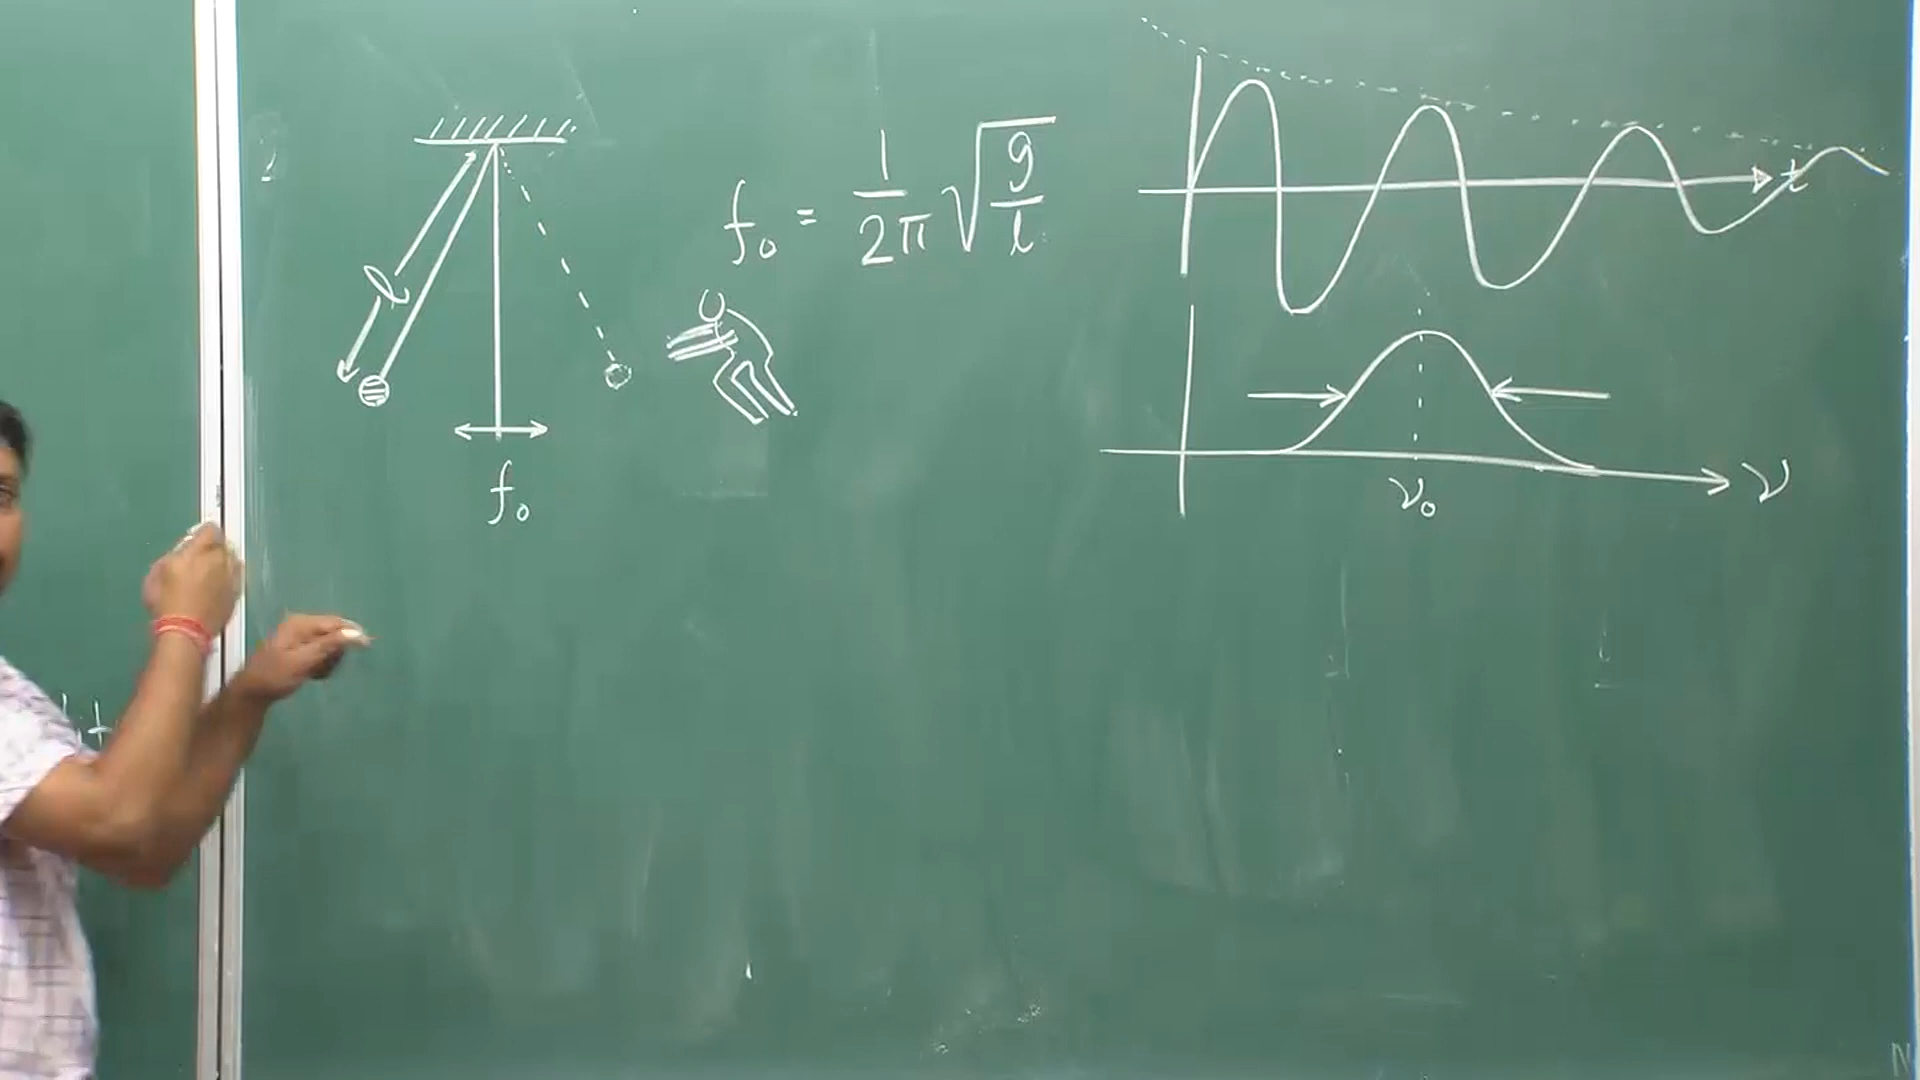 l
f₀
f₀ = 1/2π √(g/l)
t
ν₀
ν
N